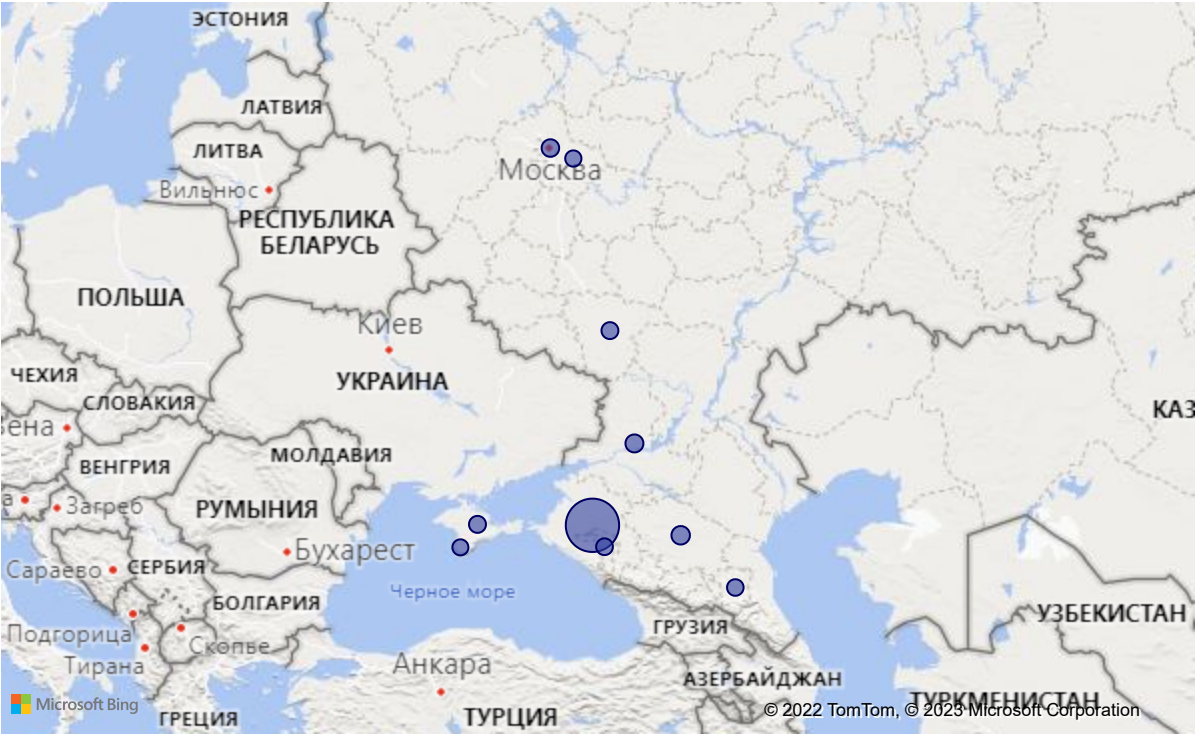 ЭСТОНИЯ
ЛАТВИЯ
ЛИТВА
Москва
Вильнюс
РЕСПУБЛИКА
БЕЛАРУСЬ
ПОЛЬША
Киев
ЧЕХИЯ
УКРАИНА
СЛОВАКИЯ
КАЗ
ена
МОЛДАВИЯ
ВЕНГРИЯ
а
Загреб
РУМЫНИЯ
Бухарест
Сараево
СЕРБИЯ
Черное море
БОЛГАРИЯ
УЗБЕКИСТАН
ГРУЗИЯ
Подгорица
Скопье
Тирана
Анкара
АЗЕРБАЙДЖАН
ТУРКМЕНИСТАН
Microsoft Bing
© 2022 TomTom, © 2023 Microsoft Corporation
ГРЕЦИЯ
ТУРЦИЯ